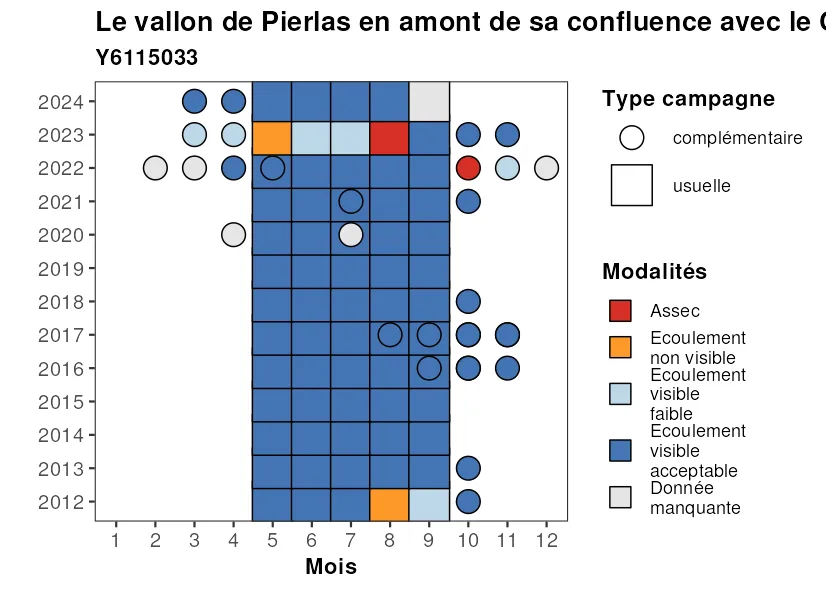 Le vallon de Pierlas en amont de sa confluence avec le
Y6115033
2024
2023
2022
2021
2020
2019
2018
2017
2016
2015
2014
2013
2012
1 2 3 4 5 6 7 8 9 10 11 12
Mois
Type campagne
complémentaire
usuelle
Modalités
Assec
Ecoulement
non visible
Ecoulement
visible
faible
Ecoulement
visible
acceptable
Donnée
manquante